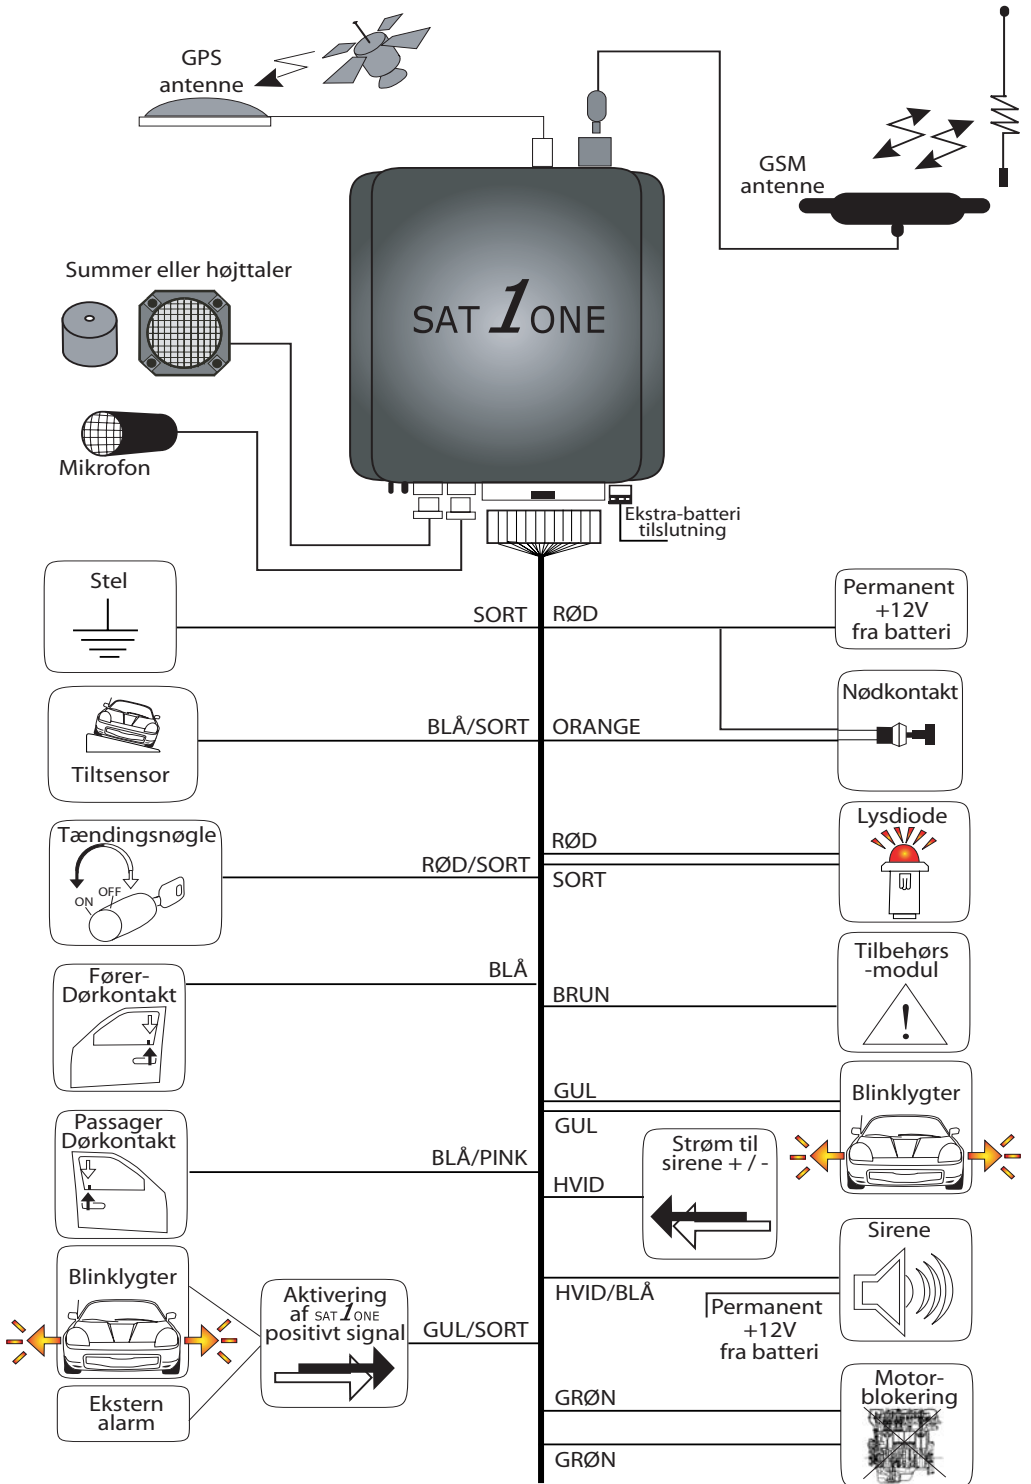 GPS
antenne
GSM
antenne
Summer eller højttaler
SAT 1 ONE
Mikrofon
Ekstra-batteri
tilslutning
Stel
SORT
RØD
Permanent
+12V
fra batteri
Tiltsensor
BLÅ/SORT
ORANGE
Nødkontakt
Tændingsnøgle
ON
OFF
RØD/SORT
RØD
SORT
Lysdiode
Fører-
Dørkontakt
BLÅ
BRUN
Tilbehørs
-modul
!
Passager
Dørkontakt
BLÅ/PINK
GUL
GUL
Blinklygter
HVID
Strøm til
sirene + / -
Blinklygter
Ekstern
alarm
Aktivering
af SAT 1 ONE
positivt signal
GUL/SORT
HVID/BLÅ
Permanent
+12V
fra batteri
Sirene
GRØN
GRØN
Motor-
blokering